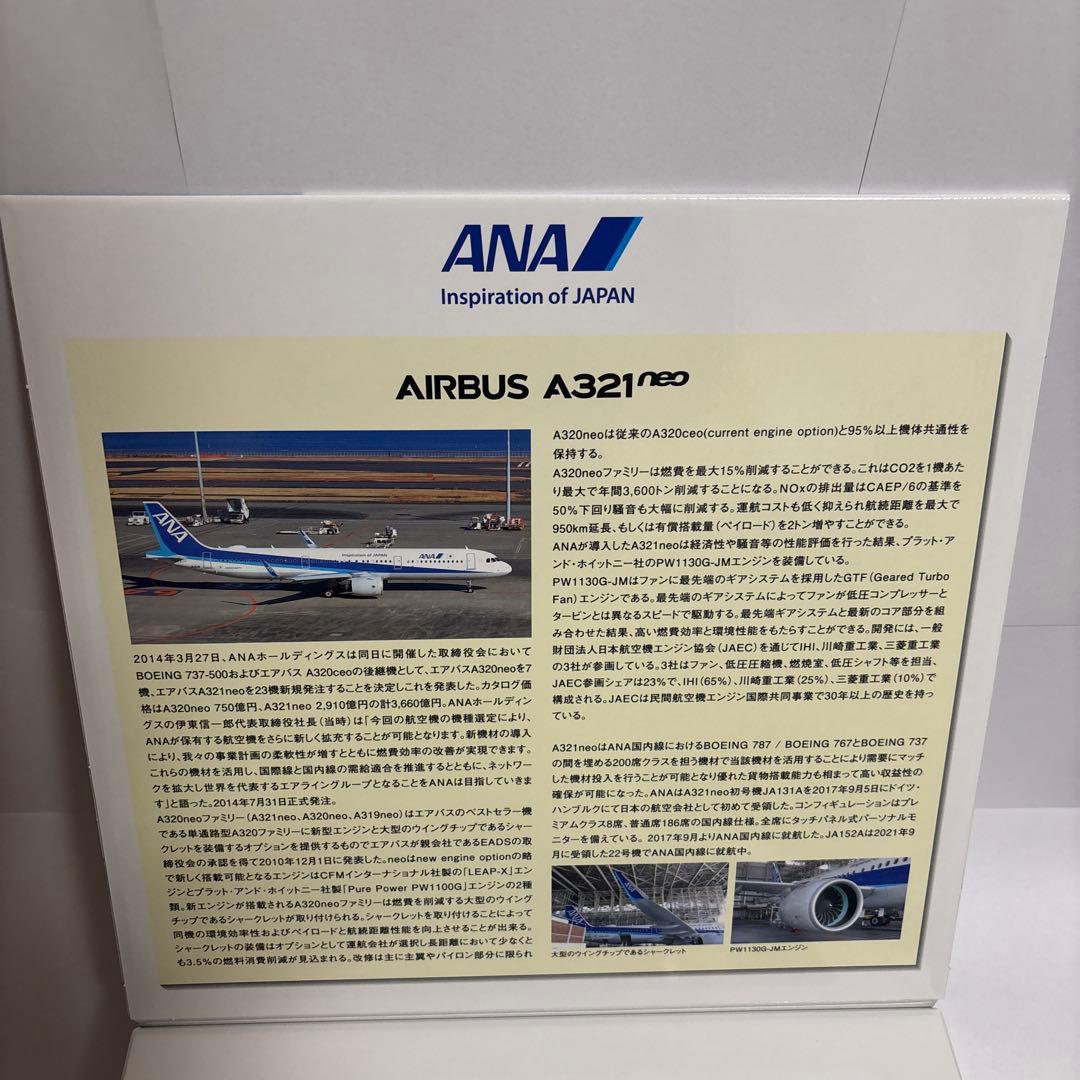 ANA
Inspiration of JAPAN
AIRBUS A321neo
Inspiration of JAPAN ANA
2014年3月27日、ANAホールディングスは同日に開催した取締役会において
BOEING 737-500およびエアバス A320ceoの後継機として、エアバスA320neoを7
機、エアバスA321neoを23機新規発注することを決定しこれを発表した。カタログ価
格はA320neo 750億円、A321neo 2,910億円の計3,660億円。ANAホールディン
グスの伊東信一郎代表取締役社長(当時)は「今回の航空機の機種選定により、
ANAが保有する航空機をさらに新しく拡充することが可能となります。新機材の導入
により、我々の事業計画の柔軟性が増すとともに燃費効率の改善が実現できます。
これらの機材を活用し、国際線と国内線の需給適合を推進するとともに、ネットワー
クを拡大し世界を代表するエアライングループとなることをANAは目指していきま
す」と語った。2014年7月31日正式発注。
A320neoファミリー(A321neo、A320neo、A319neo)はエアバスのベストセラー機
である単通路型A320ファミリーに新型エンジンと大型のウイングチップであるシャー
クレットを装備するオプションを提供するものでエアバスが親会社であるEADSの取
締役会の承認を得て2010年12月1日に発表した。neoはnew engine optionの略
で新しく搭載可能となるエンジンはCFMインターナショナル社製の「LEAP-X」エン
ジンとプラット・アンド・ホイットニー社製「Pure Power PW1100G」エンジンの2種
類。新エンジンが搭載されるA320neoファミリーは燃費を削減する大型のウイング
チップであるシャークレットが取り付けられる。シャークレットを取り付けることによって
同機の環境効率性およびペイロードと航続距離性能を向上させることが出来る。
シャークレットの装備はオプションとして運航会社が選択し長距離において少なくと
も3.5%の燃料消費削減が見込まれる。改修は主に主翼やパイロン部分に限られ
A320neoは従来のA320ceo(current engine option)と95%以上機体共通性を
保持する。
A320neoファミリーは燃費を最大15%削減することができる。これはCO2を1機あた
り最大で年間3,600トン削減することになる。NOxの排出量はCAEP/6の基準を
50%下回り騒音も大幅に削減する。運航コストも低く抑えられ航続距離を最大で
950km延長、もしくは有償搭載量(ペイロード)を2トン増やすことができる。
ANAが導入したA321neoは経済性や騒音等の性能評価を行った結果、プラット・ア
ンド・ホイットニー社のPW1130G-JMエンジンを装備している。
PW1130G-JMはファンに最先端のギアシステムを採用したGTF(Geared Turbo
Fan)エンジンである。最先端のギアシステムによってファンが低圧コンプレッサーと
タービンとは異なるスピードで駆動する。最先端ギアシステムと最新のコア部分を組
み合わせた結果、高い燃費効率と環境性能をもたらすことができる。開発には、一般
財団法人日本航空機エンジン協会(JAEC)を通じてIHI、川崎重工業、三菱重工業
の3社が参画している。3社はファン、低圧圧縮機、燃焼室、低圧シャフト等を担当、
JAEC参画シェアは23%で、IHI(65%)、川崎重工業(25%)、三菱重工業(10%)で
構成される。JAECは民間航空機エンジン国際共同事業で30年以上の歴史を持っ
ている。
A321neoはANA国内線におけるBOEING 787 / BOEING 767とBOEING 737
の間を埋める200席クラスを担う機材で当該機材を活用することにより需要にマッチ
した機材投入を行うことが可能となり優れた貨物搭載能力も相まって高い収益性の
確保が可能になった。ANAはA321neo初号機JA131Aを2017年9月5日にドイツ・
ハンブルクにて日本の航空会社として初めて受領した。コンフィギュレーションはプレ
ミアムクラス8席、普通席186席の国内線仕様。全席にタッチパネル式パーソナルモ
ニターを備えている。 2017年9月よりANA国内線に就航した。JA152Aは2021年9
月に受領した22号機でANA国内線に就航中。
大型のウイングチップであるシャークレット
PW1130G-JMエンジン